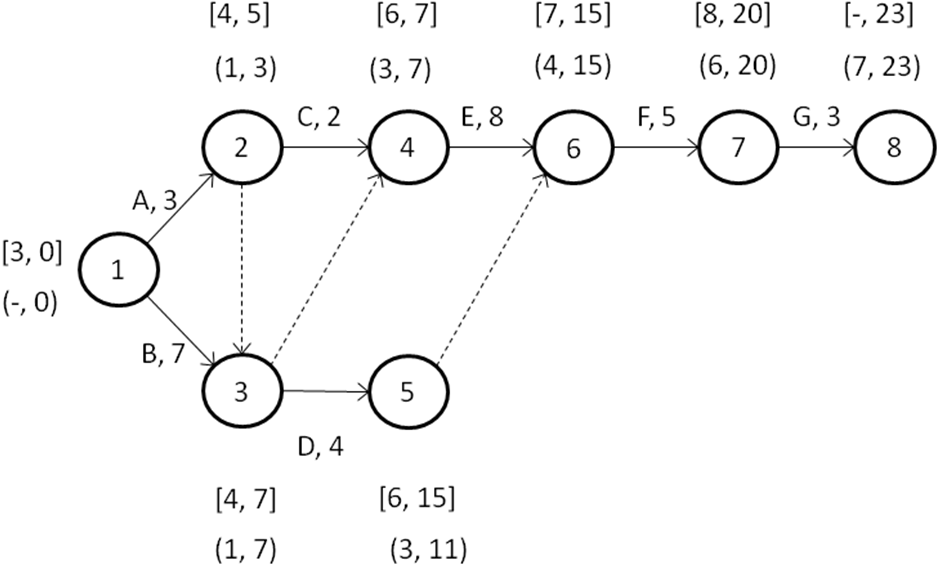 [4, 5] [6, 7] [7, 15] [8, 20] [-, 23]
(1, 3) (3, 7) (4, 15) (6, 20) (7, 23)
C, 2 E, 8 F, 5 G, 3
2 4 6 7 8
A, 3
[3, 0]
1
(-, 0)
B, 7
3 5
D, 4
[4, 7] [6, 15]
(1, 7) (3, 11)